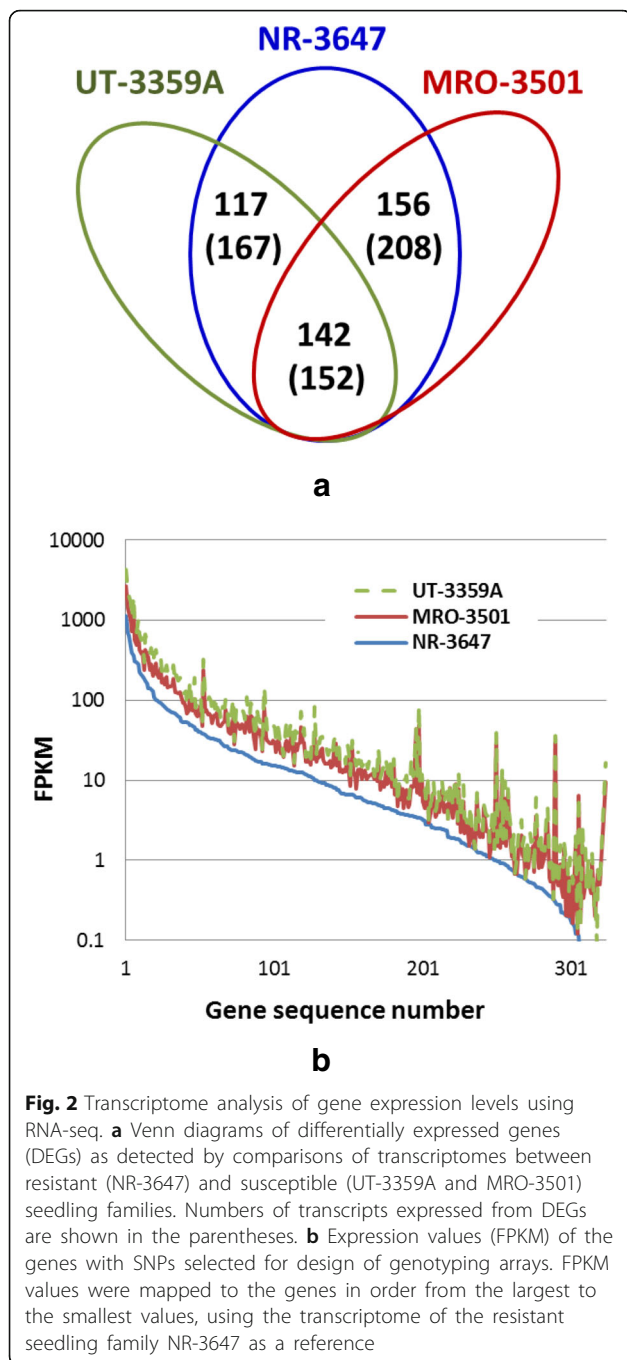 NR-3647
UT-3359A
MRO-3501
117
(167)
156
(208)
142
(152)
a
10000
1000
100
10
1
0.1
FPKM
UT-3359A
MRO-3501
NR-3647
1
101
201
301
Gene sequence number
b
Fig. 2 Transcriptome analysis of gene expression levels using
RNA-seq. a Venn diagrams of differentially expressed genes
(DEGs) as detected by comparisons of transcriptomes between
resistant (NR-3647) and susceptible (UT-3359A and MRO-3501)
seedling families. Numbers of transcripts expressed from DEGs
are shown in the parentheses. b Expression values (FPKM) of the
genes with SNPs selected for design of genotyping arrays. FPKM
values were mapped to the genes in order from the largest to
the smallest values, using the transcriptome of the resistant
seedling family NR-3647 as a reference